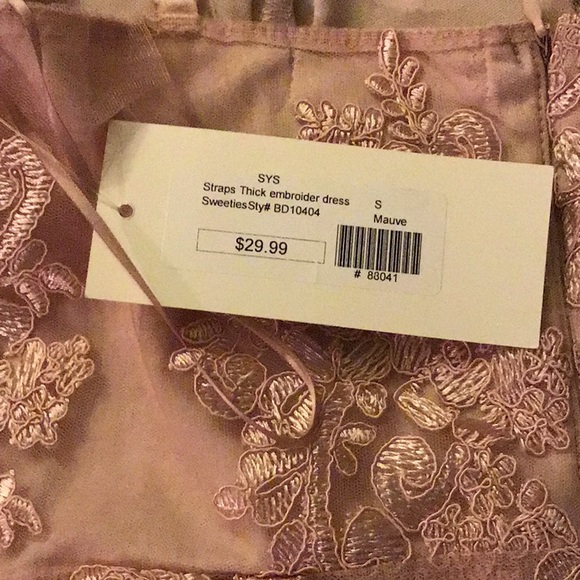 SYS
Straps Thick embroider dress
SweetiesSty# BD10404
S
Mauve
$29.99
# 88041